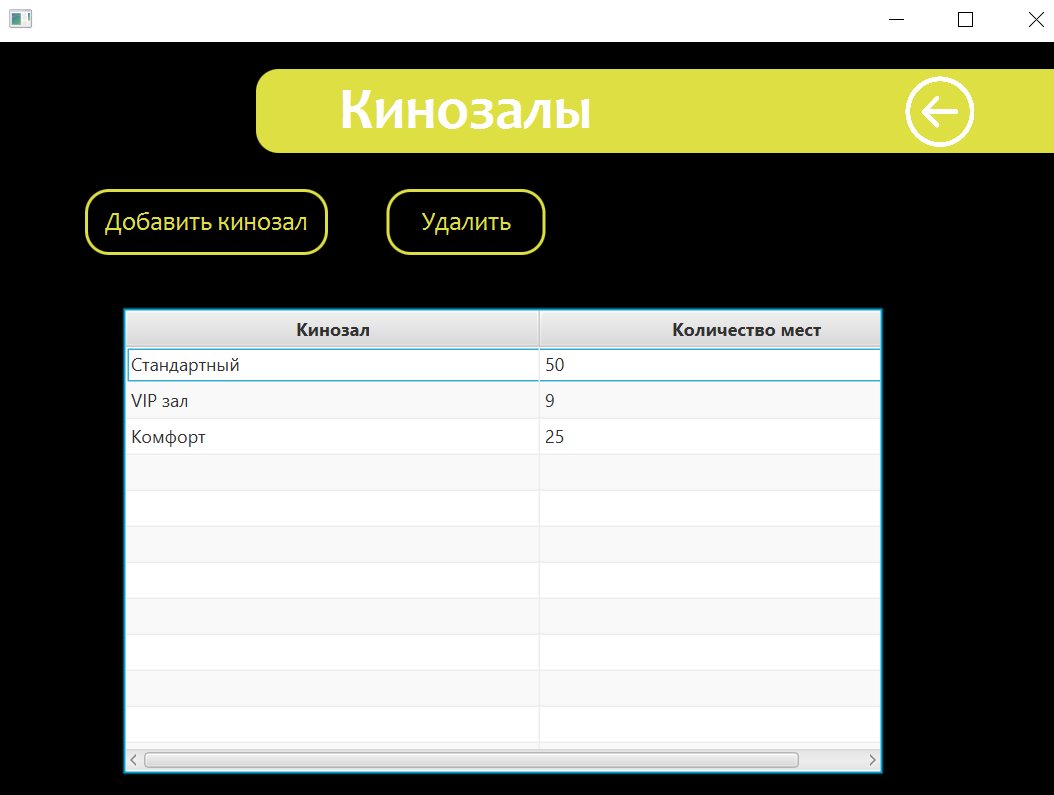 Кинозалы
Добавить кинозал Удалить
Кинозал Количество мест
Стандартный 50
VIP зал 9
Комфорт 25